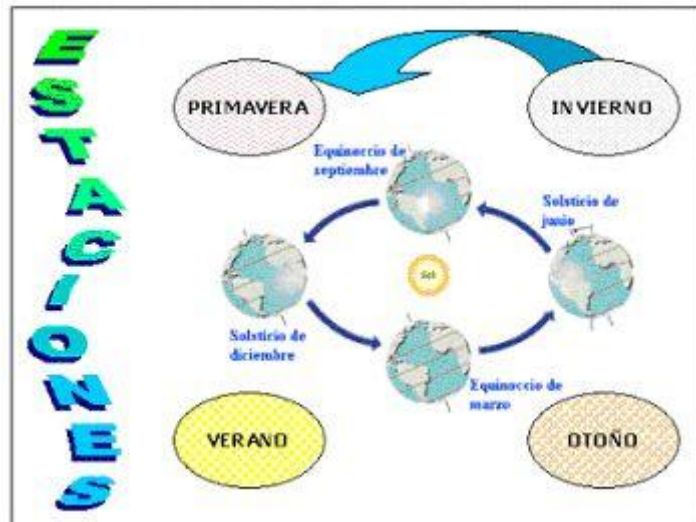 ESTACIONES
PRIMAVERA
INVIERNO
Equinoccio de
septiembre
Solsticio de
junio
Sol
Solsticio de
diciembre
Equinoccio de
marzo
VERANO
OTOÑO